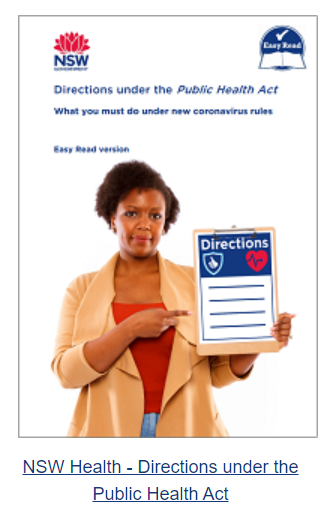 NSW
GOVERNMENT
Easy Read
Directions under the Public Health Act
What you must do under new coronavirus rules
Easy Read version
Directions
NSW Health - Directions under the
Public Health Act